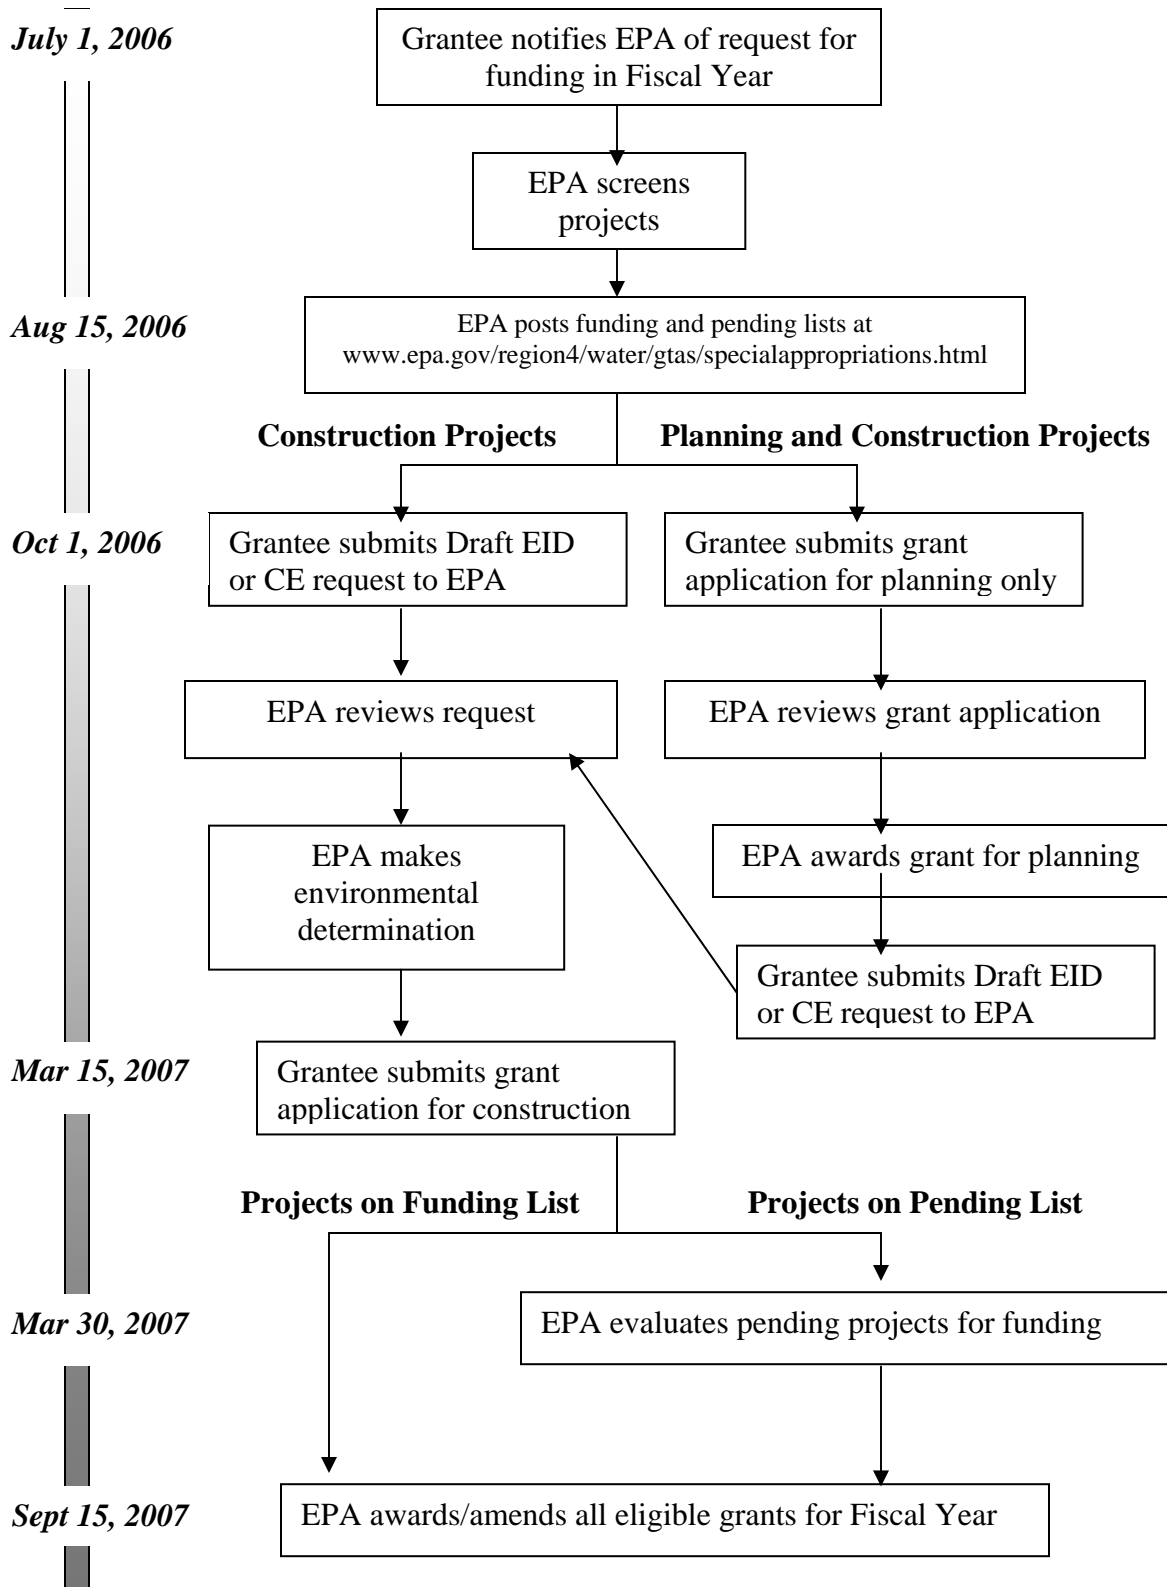 July 1, 2006
Grantee notifies EPA of request for
funding in Fiscal Year
EPA screens
projects
Aug 15, 2006
EPA posts funding and pending lists at
www.epa.gov/region4/water/gtas/specialappropriations.html
Construction Projects
Planning and Construction Projects
Oct 1, 2006
Grantee submits Draft EID
or CE request to EPA
Grantee submits grant
application for planning only
EPA reviews request
EPA reviews grant application
EPA makes
environmental
determination
EPA awards grant for planning
Grantee submits Draft EID
or CE request to EPA
Mar 15, 2007
Grantee submits grant
application for construction
Projects on Funding List
Projects on Pending List
Mar 30, 2007
EPA evaluates pending projects for funding
Sept 15, 2007
EPA awards/amends all eligible grants for Fiscal Year